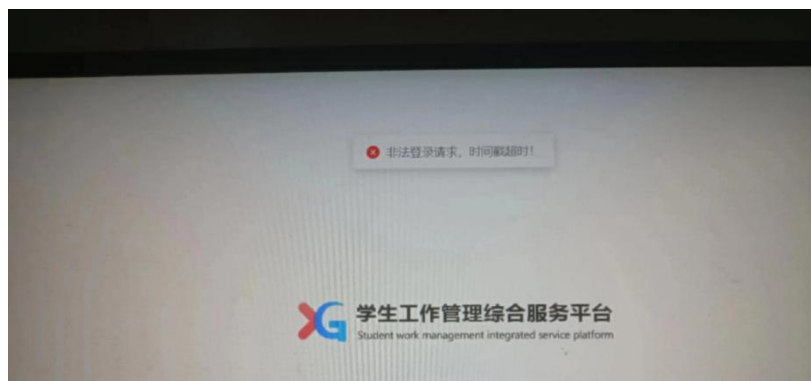 非法登录请求，时间戳超时！
XG 学生工作管理综合服务平台
Student work management integrated service platform